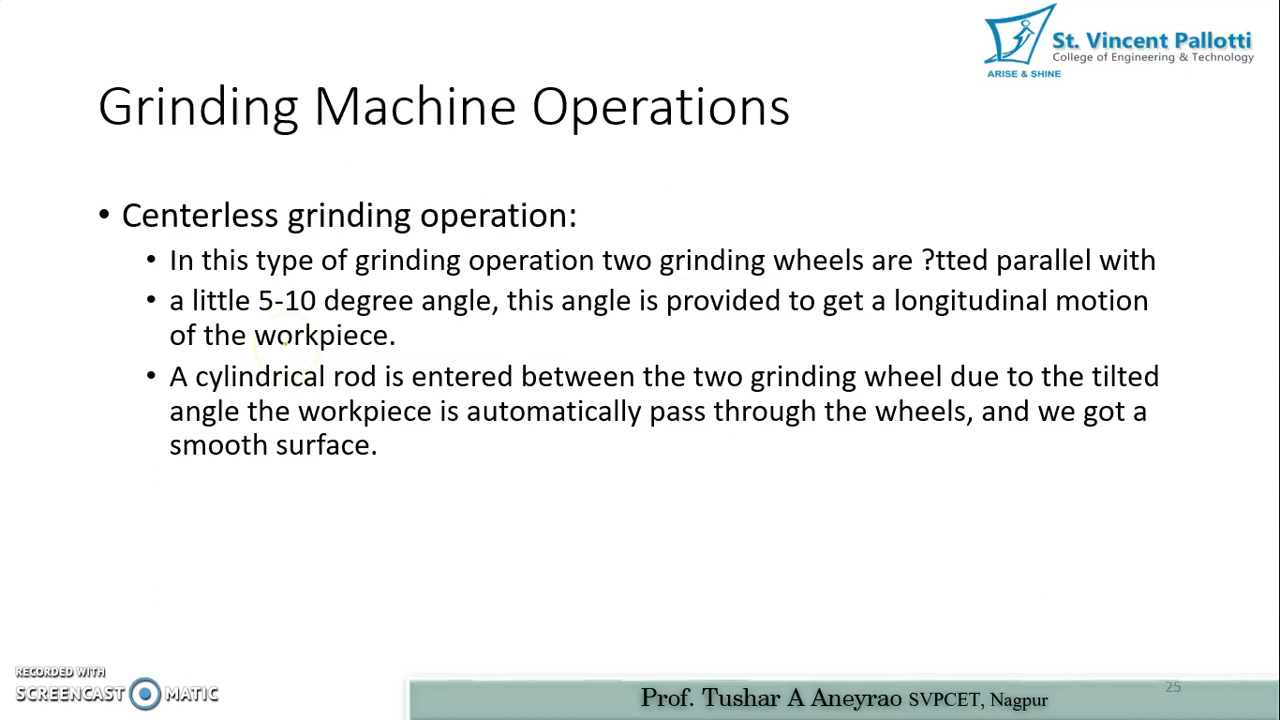 St. Vincent Pallotti
College of Engineering & Technology
ARISE & SHINE
Grinding Machine Operations
• Centerless grinding operation:
• In this type of grinding operation two grinding wheels are ?tted parallel with
• a little 5-10 degree angle, this angle is provided to get a longitudinal motion
of the workpiece.
• A cylindrical rod is entered between the two grinding wheel due to the tilted
angle the workpiece is automatically pass through the wheels, and we got a
smooth surface.
RECORDED WITH
SCREENCAST MATIC
Prof. Tushar A Aneyrao SVPCET, Nagpur
25